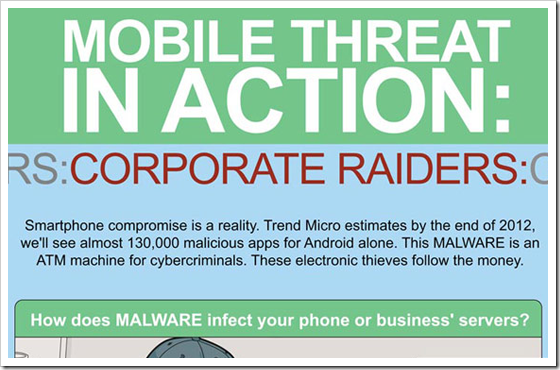 MOBILE THREAT
IN ACTION:
RS:CORPORATE RAIDERS:C
Smartphone compromise is a reality. Trend Micro estimates by the end of 2012,
we'll see almost 130,000 malicious apps for Android alone. This MALWARE is an
ATM machine for cybercriminals. These electronic thieves follow the money.
How does MALWARE infect your phone or business' servers?